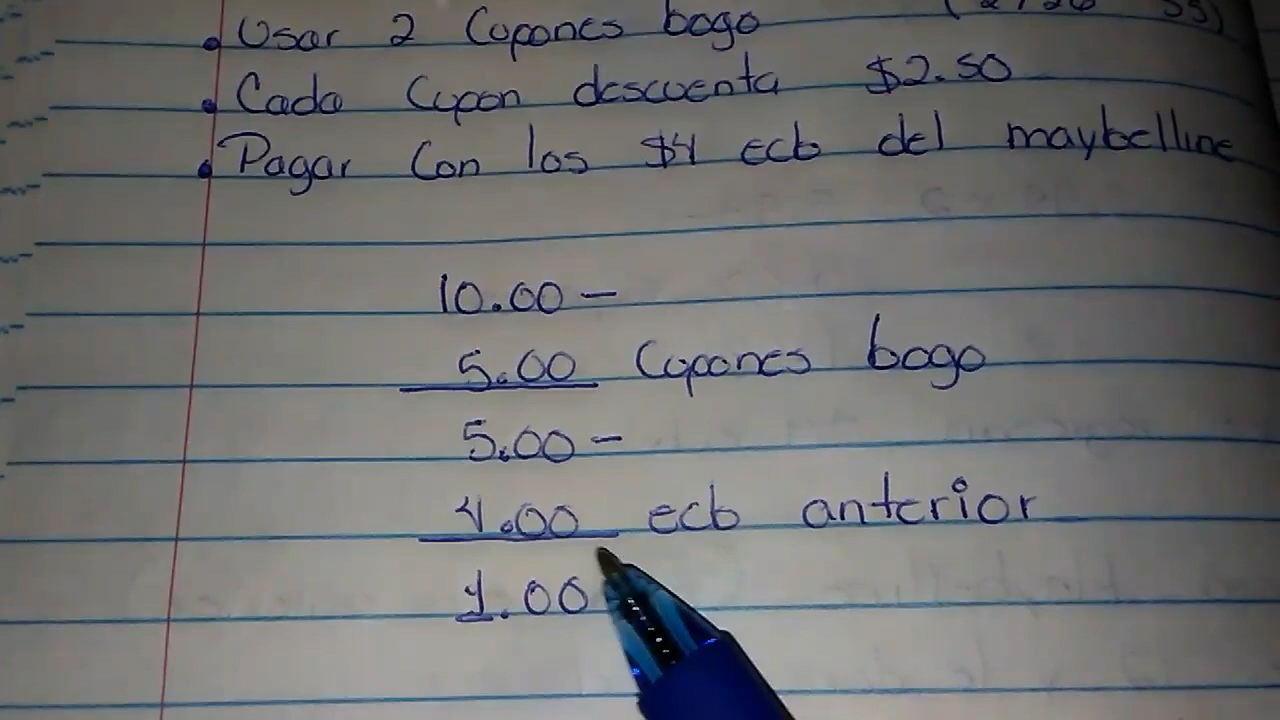 • Usar 2 Cupones bogo
• Cada Cupon descuenta $2.50
• Pagar Con los $4 ecb del maybelline
10.00 -
5.00 Cupones bogo
5.00 -
4.00 ecb anterior
1.00